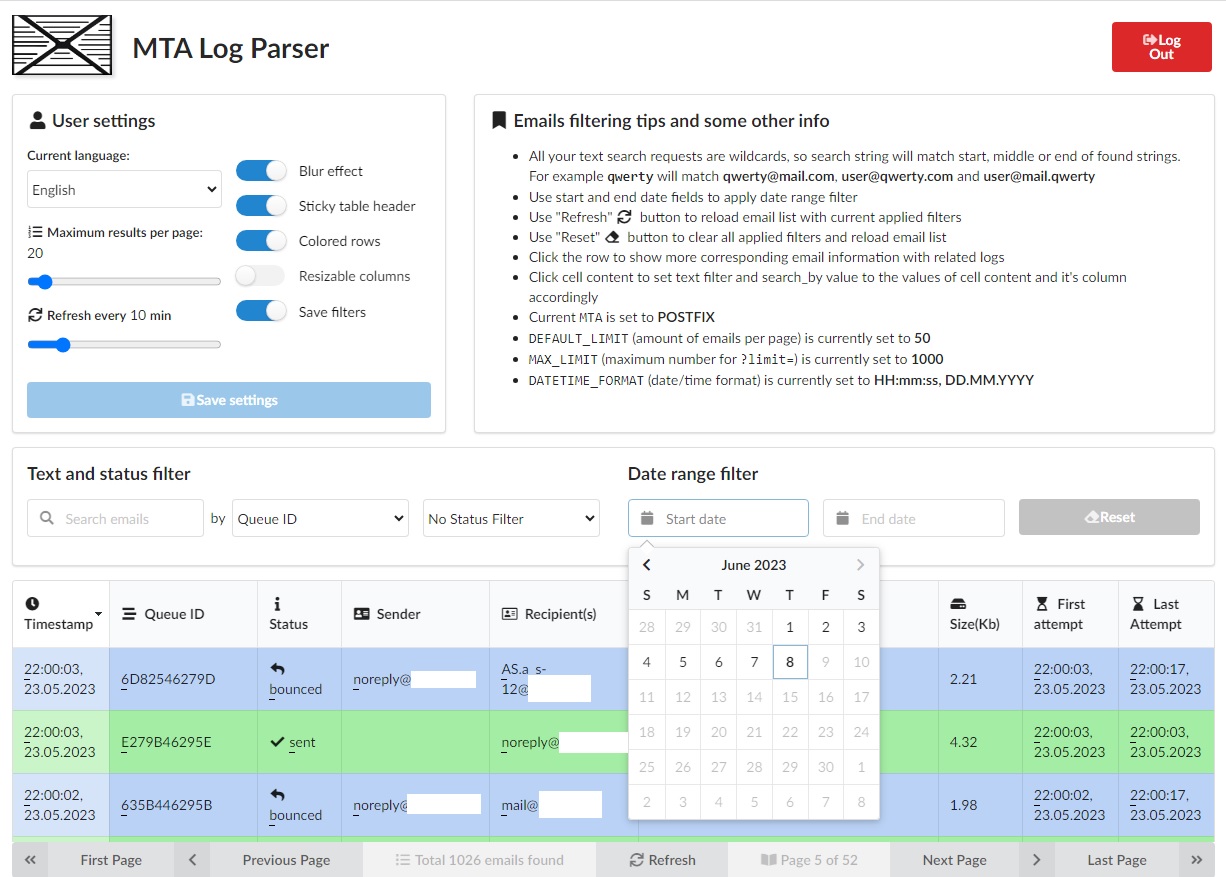 MTA Log Parser
Log
Out
User settings
Current language:
English
Maximum results per page:
20
Refresh every 10 min
Blur effect
Sticky table header
Colored rows
Resizable columns
Save filters
Save settings
Emails filtering tips and some other info
All your text search requests are wildcards, so search string will match start, middle or end of found strings.
For example qwerty will match qwerty@mail.com, user@qwerty.com and user@mail.qwerty
Use start and end date fields to apply date range filter
Use "Refresh" button to reload email list with current applied filters
Use "Reset" button to clear all applied filters and reload email list
Click the row to show more corresponding email information with related logs
Click cell content to set text filter and search_by value to the values of cell content and it's column
accordingly
Current MTA is set to POSTFIX
DEFAULT_LIMIT (amount of emails per page) is currently set to 50
MAX_LIMIT (maximum number for ?limit=) is currently set to 1000
DATETIME_FORMAT (date/time format) is currently set to HH:mm:ss, DD.MM.YYYY
Text and status filter
Search emails by Queue ID No Status Filter
Date range filter
Start date End date Reset
June 2023
S M T W T F S
28 29 30 31 1 2 3
4 5 6 7 8 9 10
11 12 13 14 15 16 17
18 19 20 21 22 23 24
25 26 27 28 29 30 1
2 3 4 5 6 7 8
Timestamp Queue ID Status Sender Recipient(s) Size(Kb) First attempt Last Attempt
22:00:03, 6D82546279D bounced noreply@ AS.a_s- 2.21 22:00:03, 22:00:17,
23.05.2023 12@ 23.05.2023 23.05.2023
22:00:03, E279B46295E sent noreply@ 4.32 22:00:03, 22:00:03,
23.05.2023 23.05.2023 23.05.2023
22:00:02, 635B446295B bounced noreply@ mail@ 1.98 22:00:02, 22:00:17,
23.05.2023 23.05.2023 23.05.2023
First Page Previous Page Total 1026 emails found Refresh Page 5 of 52 Next Page Last Page